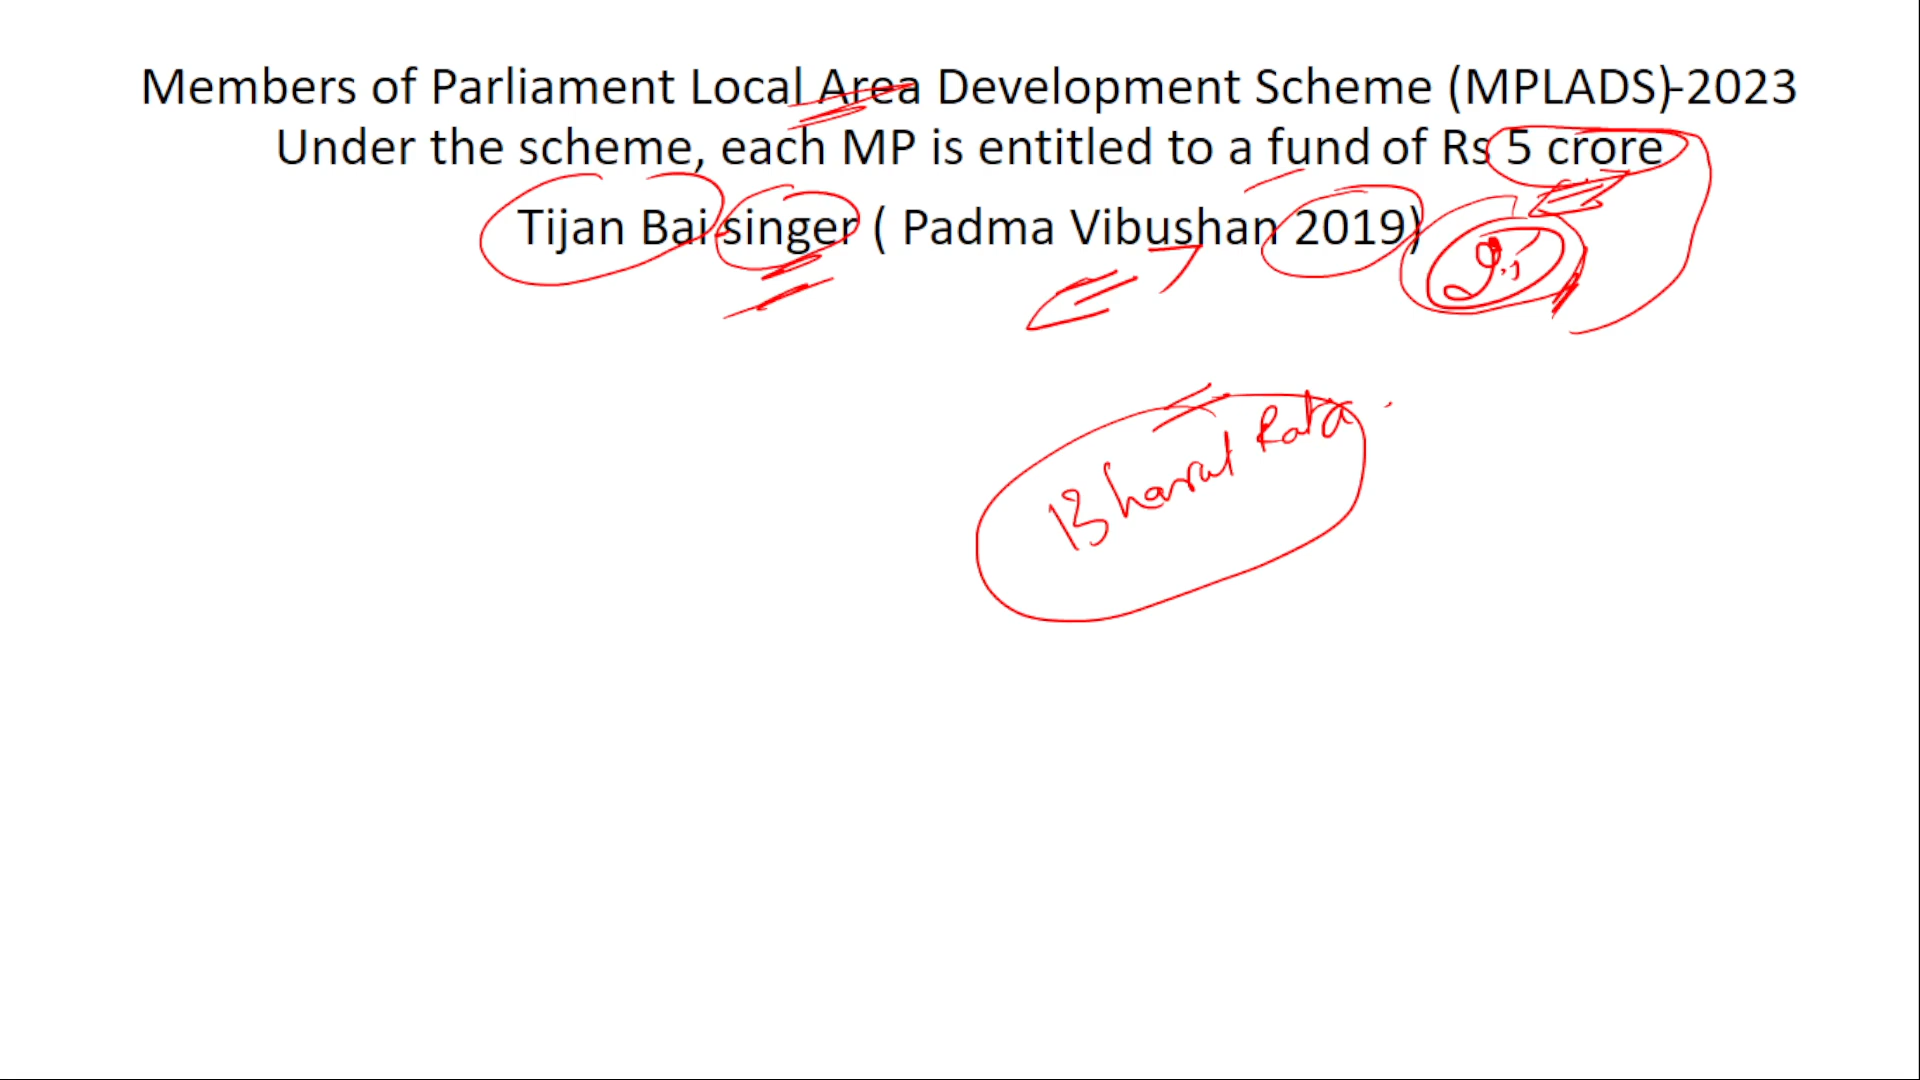 Members of Parliament Local Area Development Scheme (MPLADS)-2023
Under the scheme, each MP is entitled to a fund of Rs 5 crore
Tijan Bai singer ( Padma Vibushan 2019)
Bharat Rata